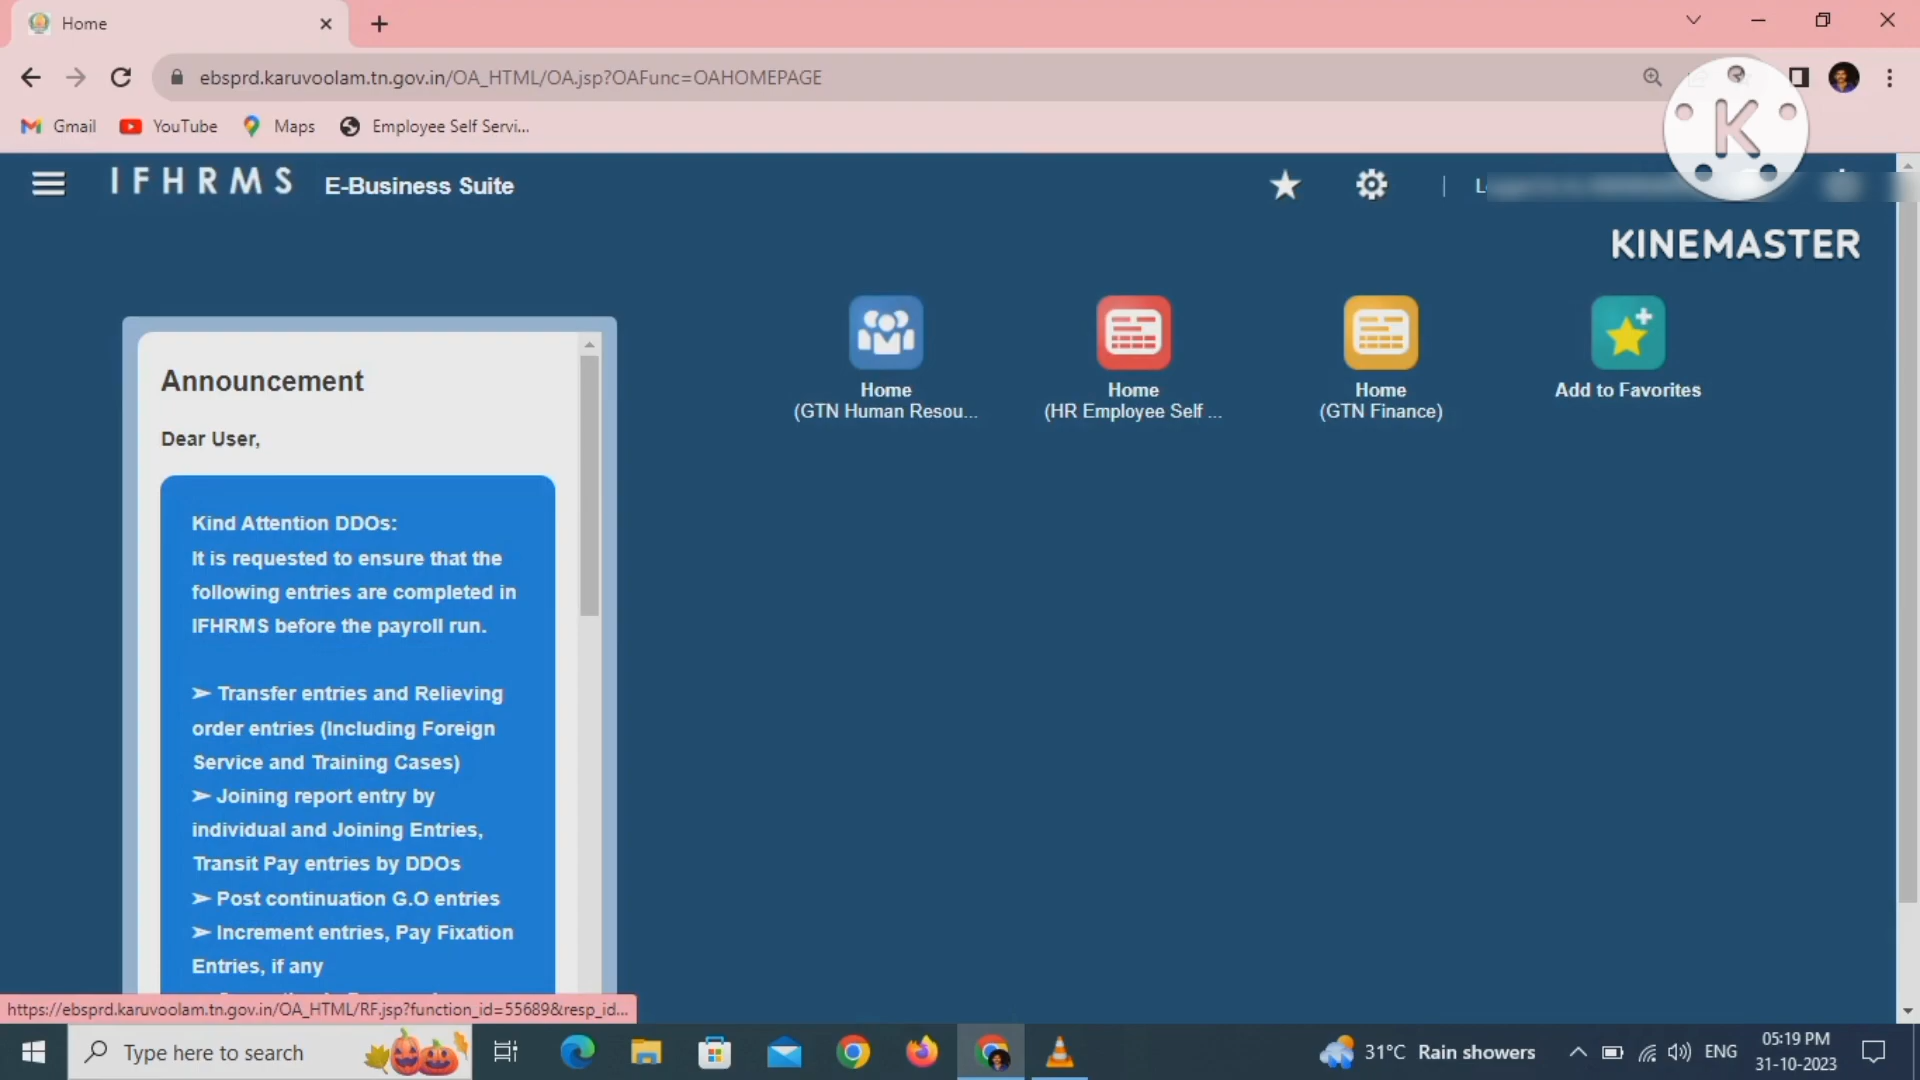 Home
ebsprd.karuvoolam.tn.gov.in/OA_HTML/OA.jsp?OAFunc=OAHOMEPAGE
Gmail YouTube Maps Employee Self Servi...
K
IFHRMS E-Business Suite
KINEMASTER
Home
(GTN Human Resou...
Home
(HR Employee Self ...
Home
(GTN Finance)
Add to Favorites
Announcement
Dear User,
Kind Attention DDOs:
It is requested to ensure that the
following entries are completed in
IFHRMS before the payroll run.
➢ Transfer entries and Relieving
order entries (Including Foreign
Service and Training Cases)
➢ Joining report entry by
individual and Joining Entries,
Transit Pay entries by DDOs
➢ Post continuation G.O entries
➢ Increment entries, Pay Fixation
Entries, if any
https://ebsprd.karuvoolam.tn.gov.in/OA_HTML/RF.jsp?function_id=55689&resp_id...
Type here to search
31°C Rain showers
ENG
05:19 PM
31-10-2023